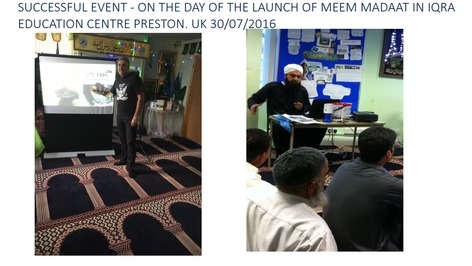 SUCCESSFUL EVENT - ON THE DAY OF THE LAUNCH OF MEEM MADAAT IN IQRA
EDUCATION CENTRE PRESTON. UK 30/07/2016